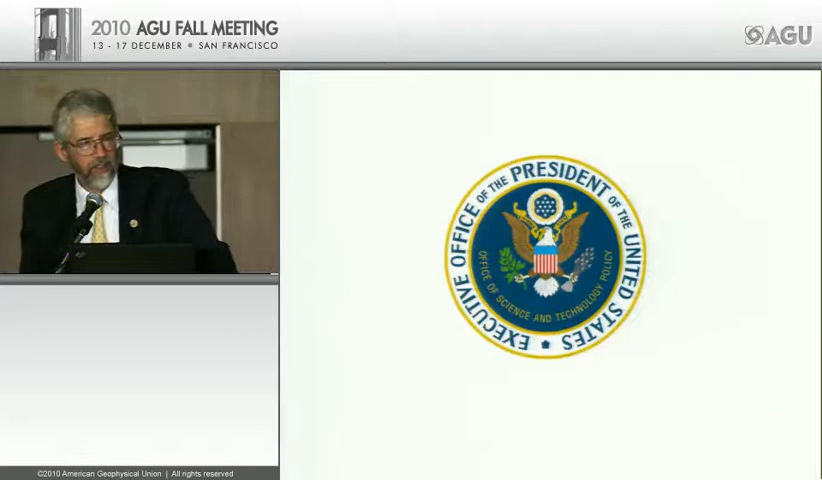 2010 AGU FALL MEETING
13 - 17 DECEMBER • SAN FRANCISCO
AGU
EXECUTIVE OFFICE OF THE PRESIDENT OF THE UNITED STATES
OFFICE OF SCIENCE AND TECHNOLOGY POLICY
©2010 American Geophysical Union | All rights reserved